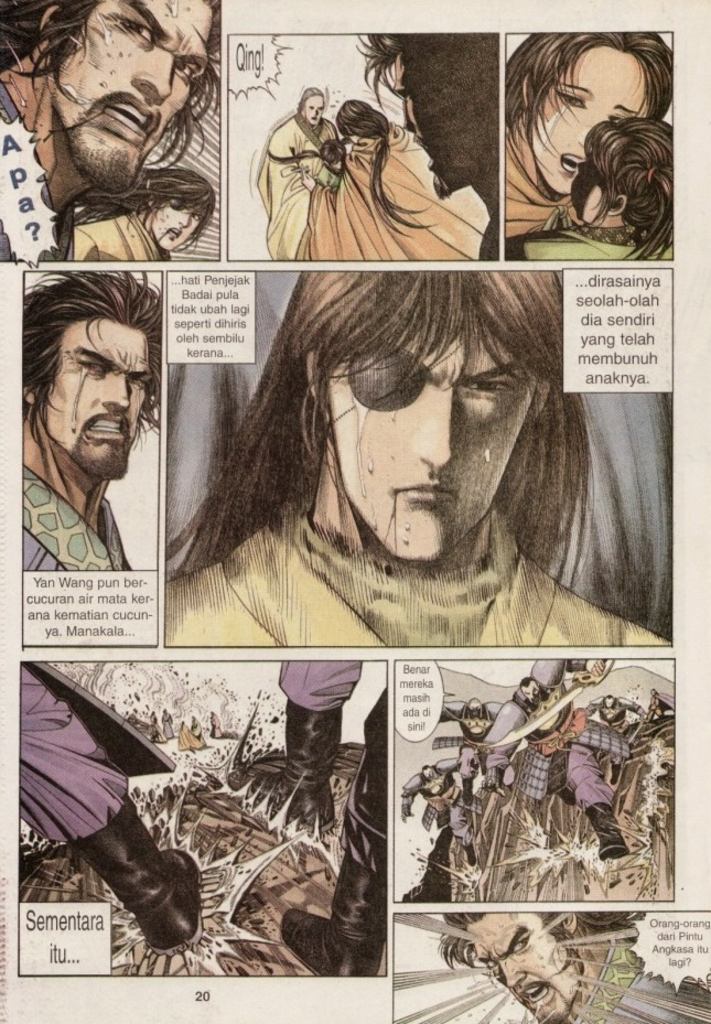 Apa?
Qing!
Yan Wang pun ber-
cucuran air mata ker-
ana kematian cucun-
ya. Manakala...
...hati Penjejak
Badai pula
tidak ubah lagi
seperti dihiris
oleh sembilu
kerana...
...dirasainya
seolah-olah
dia sendiri
yang telah
membunuh
anaknya.
Sementara
itu...
Benar
mereka
masih
ada di
sini!
Orang-orang
dari Pintu
Angkasa itu
lagi?
20